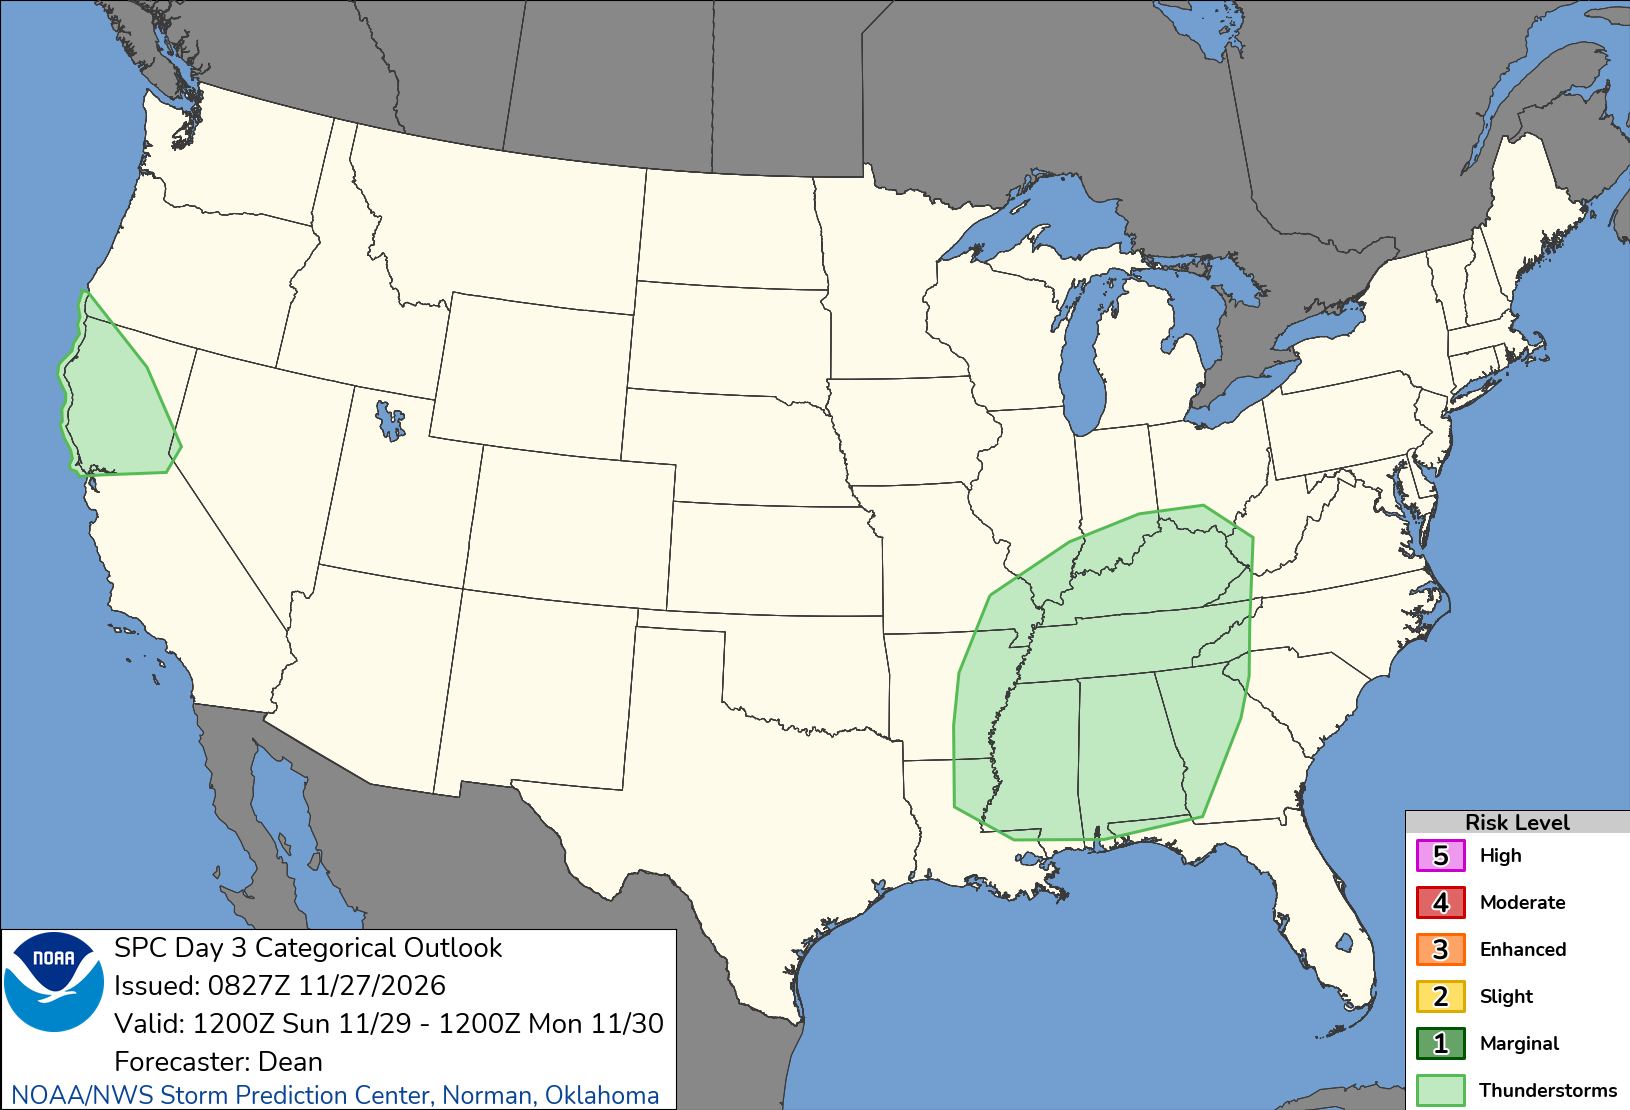 Risk Level
5 High
4 Moderate
3 Enhanced
2 Slight
1 Marginal
Thunderstorms
NOAA
SPC Day 3 Categorical Outlook
Issued: 0827Z 11/27/2026
Valid: 1200Z Sun 11/29 - 1200Z Mon 11/30
Forecaster: Dean
NOAA/NWS Storm Prediction Center, Norman, Oklahoma